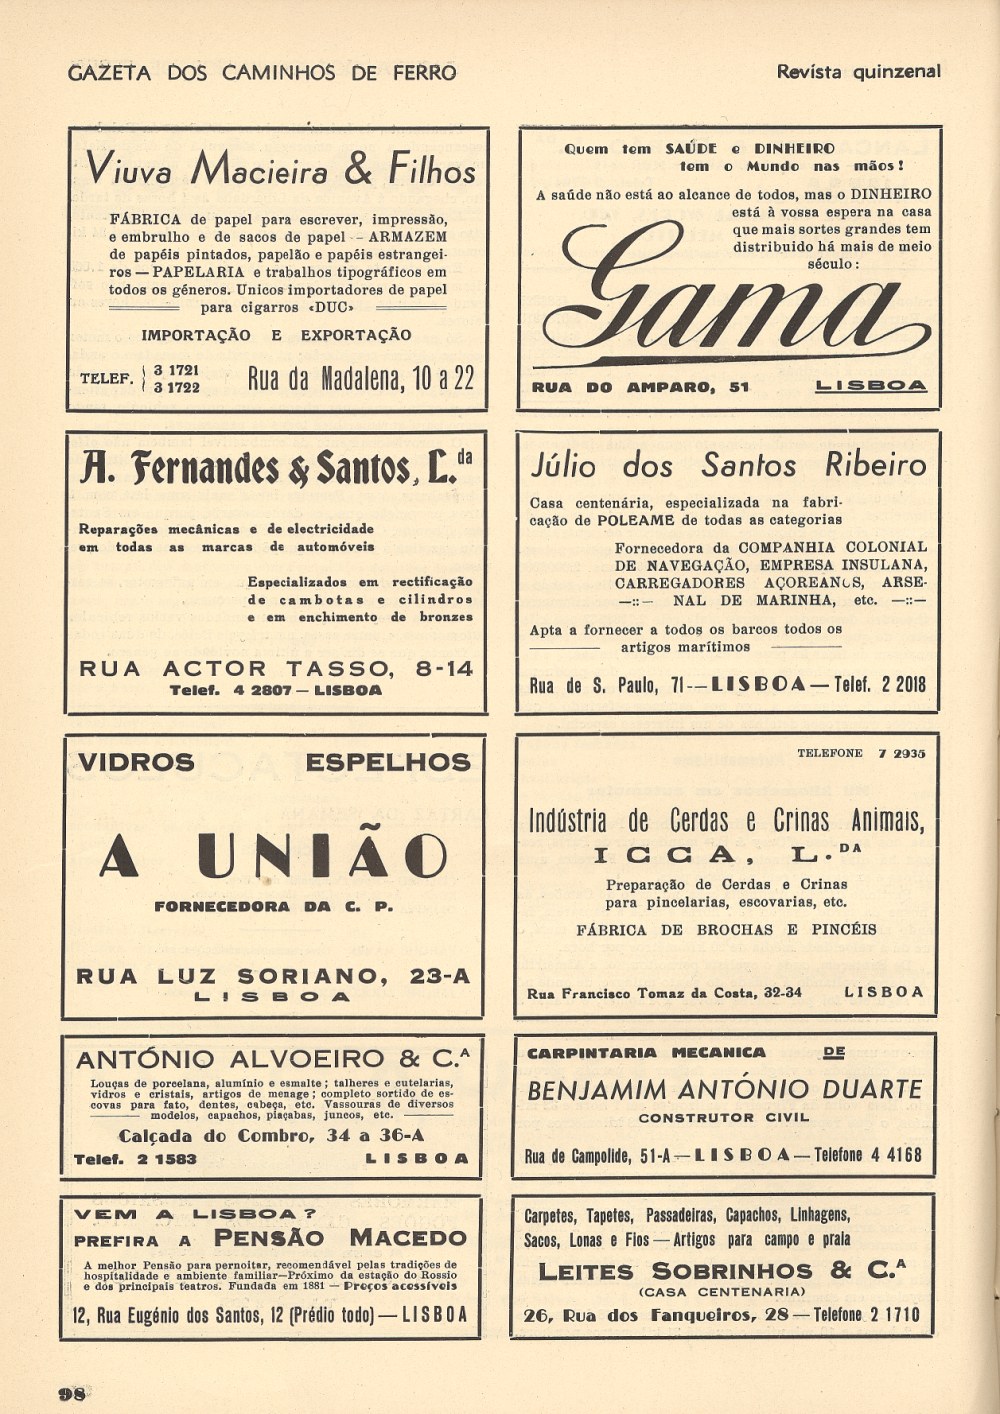 GAZETA DOS CAMINHOS DE FERRO
Revista quinzenal
Viuva Macieira & Filhos
FÁBRICA de papel para escrever, impressão,
e embrulho e de sacos de papel -- ARMAZEM
de papéis pintados, papelão e papéis estrangei-
ros — PAPELARIA e trabalhos tipográficos em
todos os géneros. Unicos importadores de papel
para cigarros «DUC»
IMPORTAÇÃO E EXPORTAÇÃO
TELEF. 3 1721
3 1722
Rua da Madalena, 10 a 22
Quem tem SAÚDE e DINHEIRO
tem o Mundo nas mãos!
A saúde não está ao alcance de todos, mas o DINHEIRO
está à vossa espera na casa
que mais sortes grandes tem
distribuido há mais de meio
século:
Gama
RUA DO AMPARO, 51 LISBOA
A. Fernandes & Santos, L.da
Reparações mecânicas e de electricidade
em todas as marcas de automóveis
Especializados em rectificação
de cambotas e cilindros
e em enchimento de bronzes
RUA ACTOR TASSO, 8-14
Telef. 4 2807 — LISBOA
Júlio dos Santos Ribeiro
Casa centenária, especializada na fabri-
cação de POLEAME de todas as categorias
Fornecedora da COMPANHIA COLONIAL
DE NAVEGAÇÃO, EMPRESA INSULANA,
CARREGADORES AÇOREANOS, ARSE-
—::— NAL DE MARINHA, etc. —::—
Apta a fornecer a todos os barcos todos os
artigos marítimos
Rua de S. Paulo, 71 -- LISBOA — Telef. 2 2018
VIDROS ESPELHOS
A UNIÃO
FORNECEDORA DA C. P.
RUA LUZ SORIANO, 23-A
LISBOA
TELEFONE 7 2935
Indústria de Cerdas e Crinas Animais,
ICCA, L.DA
Preparação de Cerdas e Crinas
para pincelarias, escovarias, etc.
FÁBRICA DE BROCHAS E PINCÉIS
Rua Francisco Tomaz da Costa, 32-34 LISBOA
ANTÓNIO ALVOEIRO & C.A
Louças de porcelana, alumínio e esmalte; talheres e cutelarias,
vidros e cristais, artigos de menage; completo sortido de es-
covas para fato, dentes, cabeça, etc. Vassouras de diversos
modelos, capachos, piaçabas, juncos, etc.
Calçada do Combro, 34 a 36-A
Telef. 2 1583 LISBOA
CARPINTARIA MECANICA DE
BENJAMIM ANTÓNIO DUARTE
CONSTRUTOR CIVIL
Rua de Campolide, 51-A — LISBOA — Telefone 4 4168
VEM A LISBOA?
PREFIRA A PENSÃO MACEDO
A melhor Pensão para pernoitar, recomendável pelas tradições de
hospitalidade e ambiente familiar—Próximo da estação do Rossio
e dos principais teatros. Fundada em 1881 — Preços acessíveis
12, Rua Eugénio dos Santos, 12 (Prédio todo) — LISBOA
Carpetes, Tapetes, Passadeiras, Capachos, Linhagens,
Sacos, Lonas e Fios — Artigos para campo e praia
LEITES SOBRINHOS & C.A
(CASA CENTENARIA)
26, Rua dos Fanqueiros, 28 — Telefone 2 1710
98